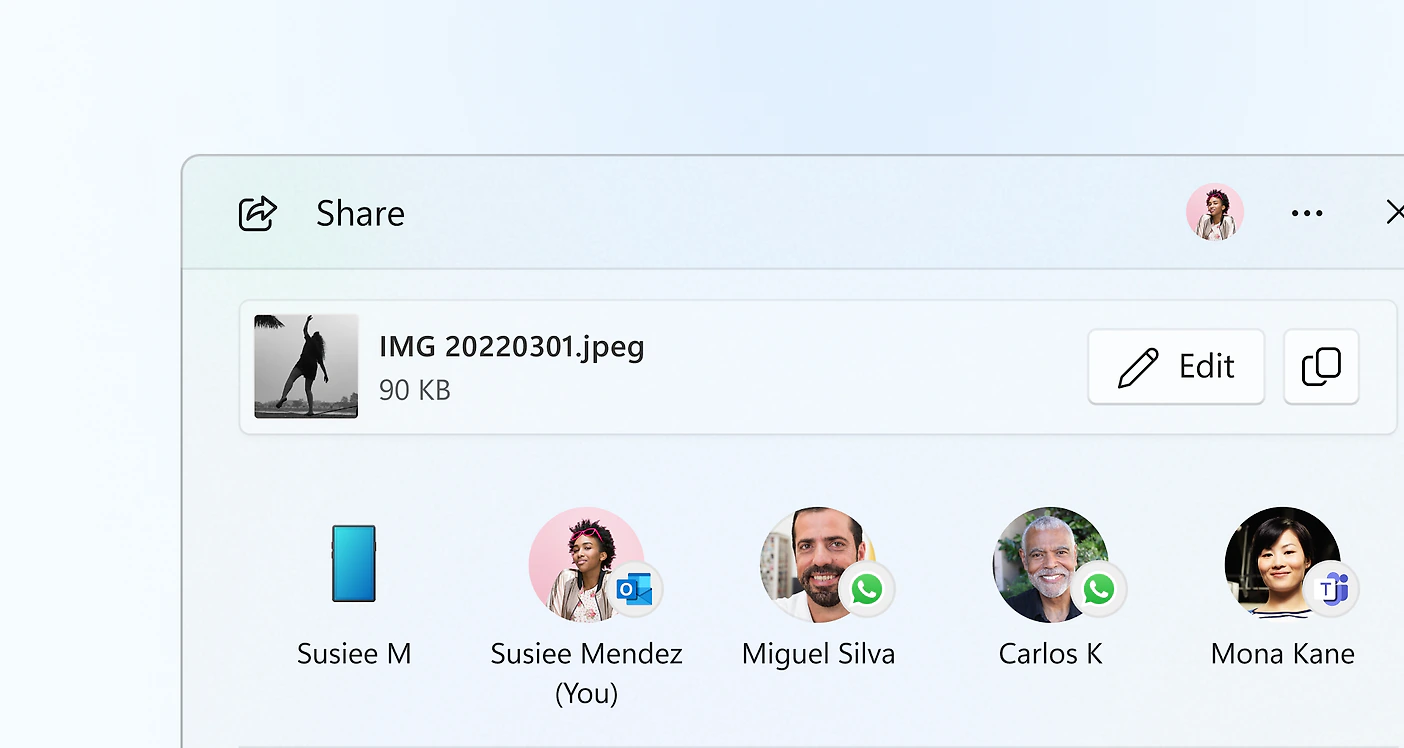 Share
IMG 20220301.jpeg
90 KB
Edit
Susiee M
Susiee Mendez
(You)
Miguel Silva
Carlos K
Mona Kane